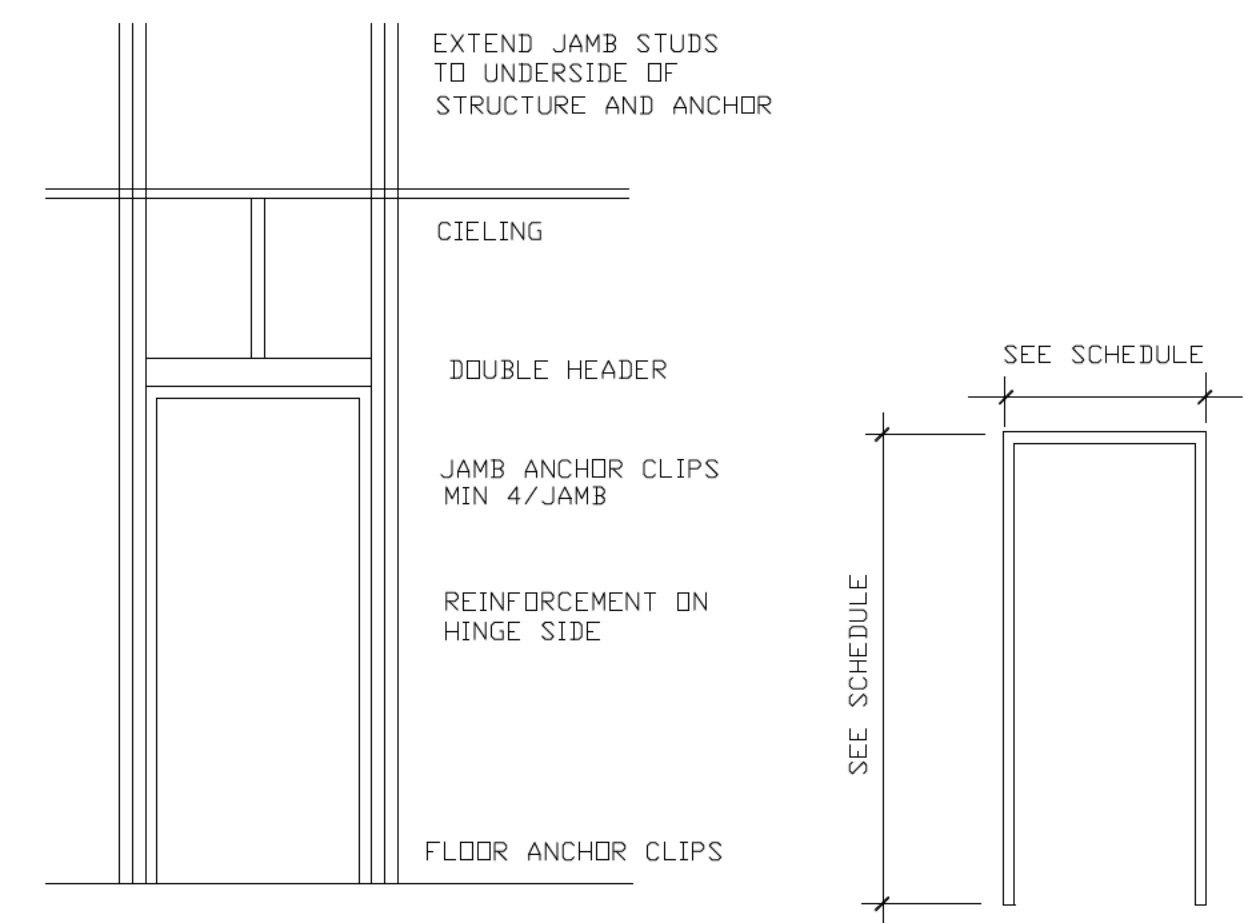 EXTEND JAMB STUDS
TO UNDERSIDE OF
STRUCTURE AND ANCHOR
CIELING
DOUBLE HEADER
JAMB ANCHOR CLIPS
MIN 4/JAMB
REINFORCEMENT ON
HINGE SIDE
FLOOR ANCHOR CLIPS
SEE SCHEDULE
SEE SCHEDULE